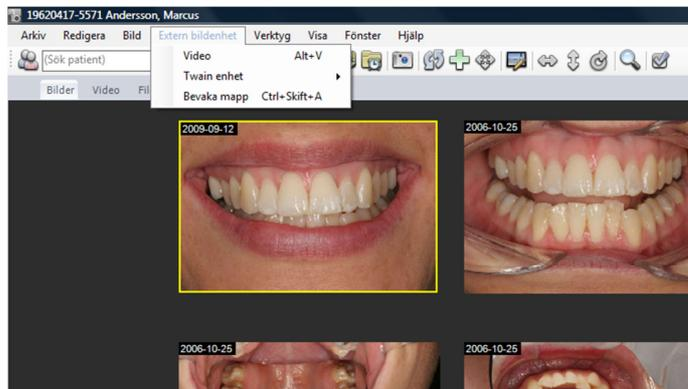 19620417-5571 Andersson, Marcus
Arkiv Redigera Bild Extern bildenhet Verktyg Visa Fönster Hjälp
(Sök patient)
Video Alt+V
Twain enhet
Bevaka mapp Ctrl+Skift+A
Bilder Video Fil
2009-09-12 2006-10-25
2006-10-25 2006-10-25